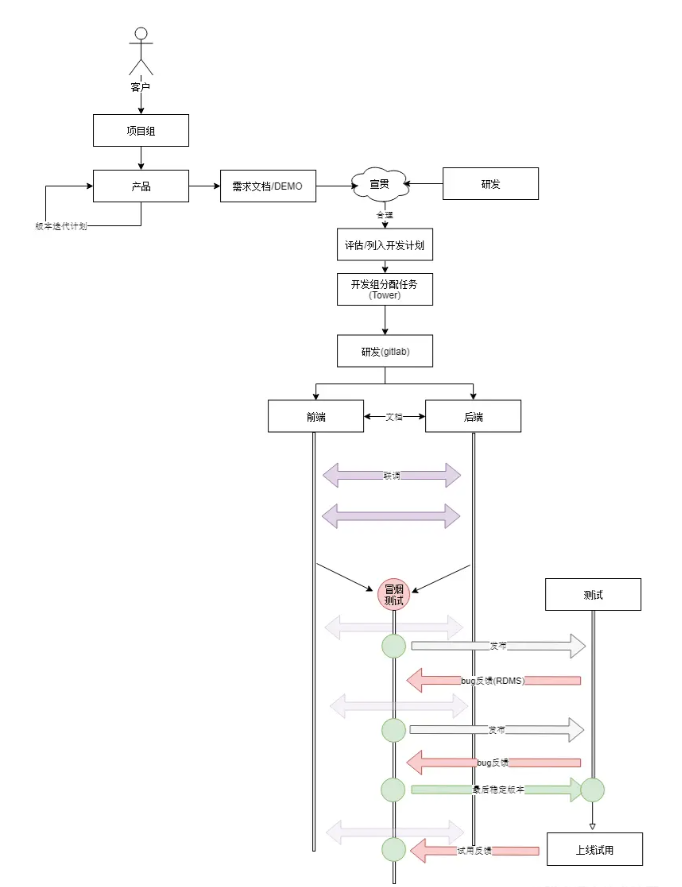 客户
项目组
产品
需求文档/DEMO
宣贯
研发
版本迭代计划
合理
评估/列入开发计划
开发组分配任务
(Tower)
研发(gitlab)
前端
文档
后端
联调
冒烟
测试
测试
发布
bug反馈(RDMS)
发布
bug反馈
最后稳定版本
上线试用
试用反馈